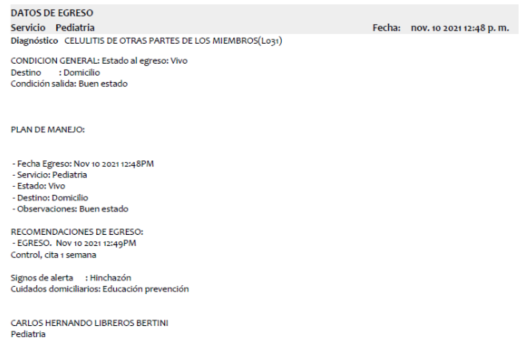 DATOS DE EGRESO
Servicio Pediatria Fecha: nov. 10 2021 12:48 p. m.
Diagnóstico CELULITIS DE OTRAS PARTES DE LOS MIEMBROS(L031)
CONDICION GENERAL: Estado al egreso: Vivo
Destino : Domicilio
Condición salida: Buen estado
PLAN DE MANEJO:
- Fecha Egreso: Nov 10 2021 12:48PM
- Servicio: Pediatria
- Estado: Vivo
- Destino: Domicilio
- Observaciones: Buen estado
RECOMENDACIONES DE EGRESO:
- EGRESO. Nov 10 2021 12:49PM
Control, cita 1 semana
Signos de alerta : Hinchazón
Cuidados domiciliarios: Educación prevención
CARLOS HERNANDO LIBREROS BERTINI
Pediatria